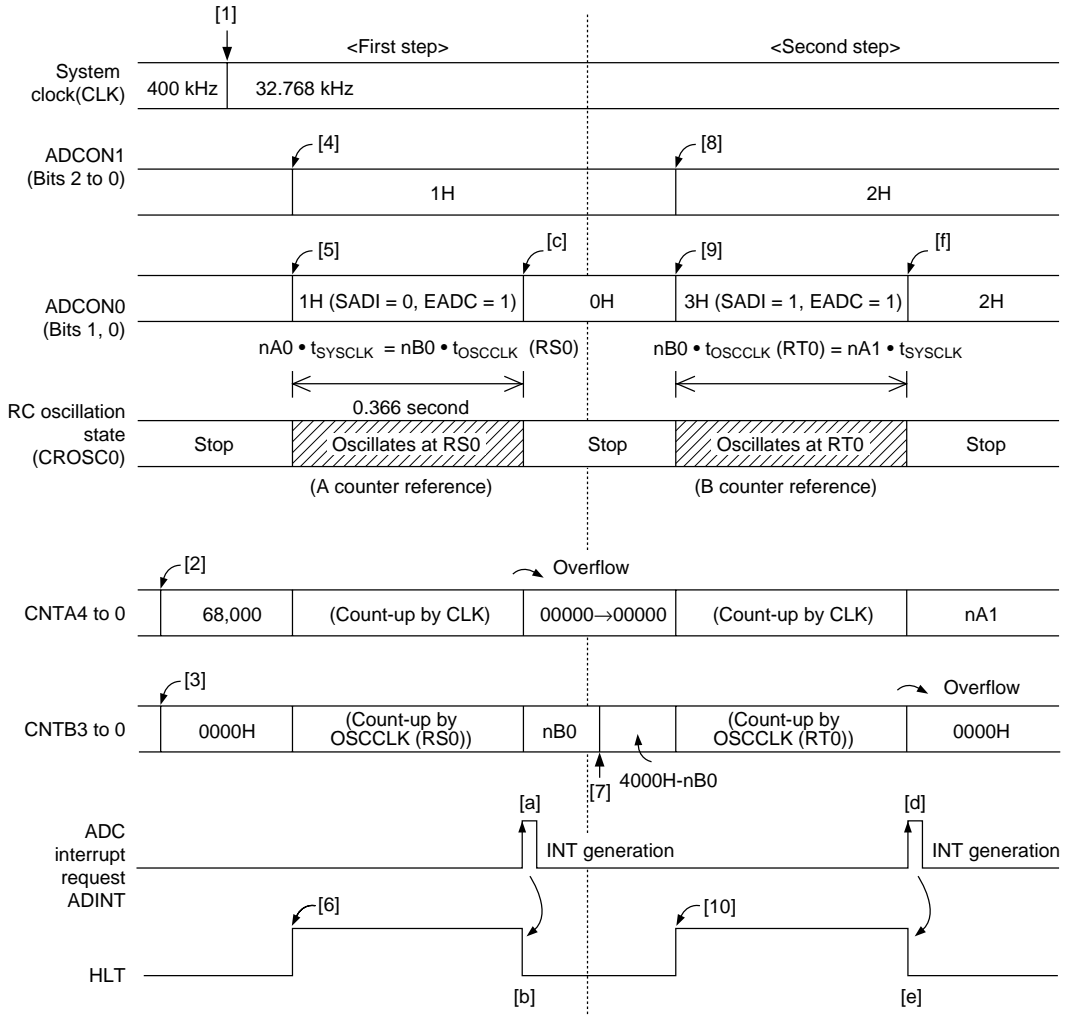 [1]
<First step>
<Second step>
System
clock(CLK)
400 kHz
32.768 kHz
ADCON1
(Bits 2 to 0)
[4]
[8]
1H
2H
ADCON0
(Bits 1, 0)
[5]
[c]
[9]
[f]
1H (SADI = 0, EADC = 1)
0H
3H (SADI = 1, EADC = 1)
2H
nA0 • tSYSCLK = nB0 • tOSCCLK (RS0)
nB0 • tOSCCLK (RT0) = nA1 • tSYSCLK
0.366 second
RC oscillation
state
(CROSC0)
Stop
Oscillates at RS0
Stop
Oscillates at RT0
Stop
(A counter reference)
(B counter reference)
[2]
Overflow
CNTA4 to 0
68,000
(Count-up by CLK)
00000→00000
(Count-up by CLK)
nA1
[3]
Overflow
CNTB3 to 0
0000H
(Count-up by
OSCCLK (RS0))
nB0
(Count-up by
OSCCLK (RT0))
0000H
[7]
4000H-nB0
[a]
[d]
ADC
interrupt
request
ADINT
INT generation
INT generation
[6]
[10]
HLT
[b]
[e]